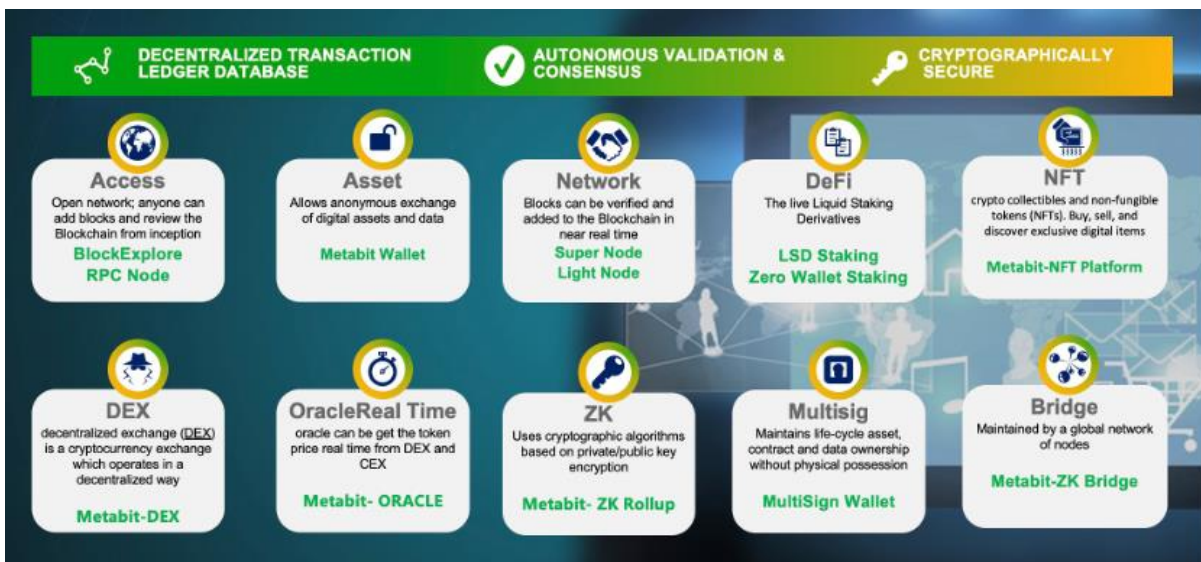 DECENTRALIZED TRANSACTION
LEDGER DATABASE
AUTONOMOUS VALIDATION &
CONSENSUS
CRYPTOGRAPHICALLY
SECURE
Access
Open network; anyone can
add blocks and review the
Blockchain from inception
BlockExplore
RPC Node
Asset
Allows anonymous exchange
of digital assets and data
Metabit Wallet
Network
Blocks can be verified and
added to the Blockchain in
near real time
Super Node
Light Node
DeFi
The live Liquid Staking
Derivatives
LSD Staking
Zero Wallet Staking
NFT
crypto collectibles and non-fungible
tokens (NFTs). Buy, sell, and
discover exclusive digital items
Metabit-NFT Platform
DEX
decentralized exchange (DEX)
is a cryptocurrency exchange
which operates in a
decentralized way
Metabit-DEX
OracleReal Time
oracle can be get the token
price real time from DEX and
CEX
Metabit- ORACLE
ZK
Uses cryptographic algorithms
based on private/public key
encryption
Metabit- ZK Rollup
Multisig
Maintains life-cycle asset,
contract and data ownership
without physical possession
MultiSign Wallet
Bridge
Maintained by a global network
of nodes
Metabit-ZK Bridge